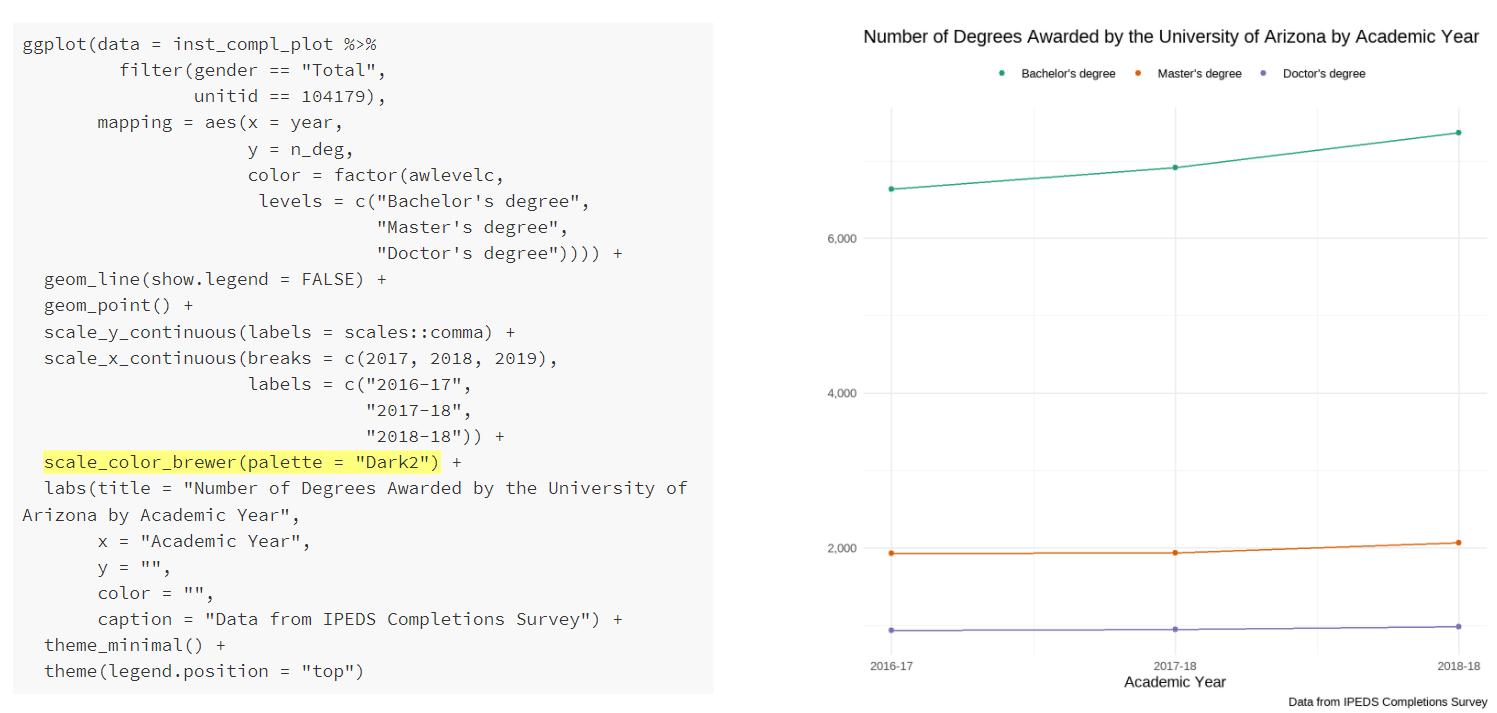 ggplot(data = inst_compl_plot %>%
         filter(gender == "Total",
                unitid == 104179),
       mapping = aes(x = year,
                     y = n_deg,
                     color = factor(awlevelc,
                      levels = c("Bachelor's degree",
                                 "Master's degree",
                                 "Doctor's degree")))) +
  geom_line(show.legend = FALSE) +
  geom_point() +
  scale_y_continuous(labels = scales::comma) +
  scale_x_continuous(breaks = c(2017, 2018, 2019),
                     labels = c("2016-17",
                                "2017-18",
                                "2018-18")) +
  scale_color_brewer(palette = "Dark2") +
  labs(title = "Number of Degrees Awarded by the University of
Arizona by Academic Year",
       x = "Academic Year",
       y = "",
       color = "",
       caption = "Data from IPEDS Completions Survey") +
  theme_minimal() +
  theme(legend.position = "top")
Number of Degrees Awarded by the University of Arizona by Academic Year
Bachelor's degree Master's degree Doctor's degree
6,000
4,000
2,000
2016-17 2017-18 2018-18
Academic Year
Data from IPEDS Completions Survey